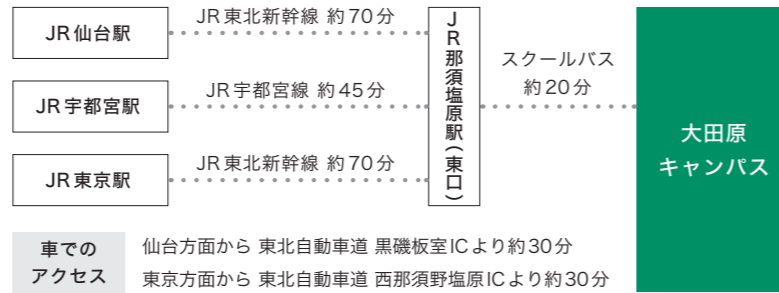 JR仙台駅
JR東北新幹線 約70分
JR宇都宮駅
JR宇都宮線 約45分
JR東京駅
JR東北新幹線 約70分
JR那須塩原駅(東口)
スクールバス
約20分
大田原
キャンパス
車での
アクセス
仙台方面から 東北自動車道 黒磯板室ICより約30分
東京方面から 東北自動車道 西那須野塩原ICより約30分